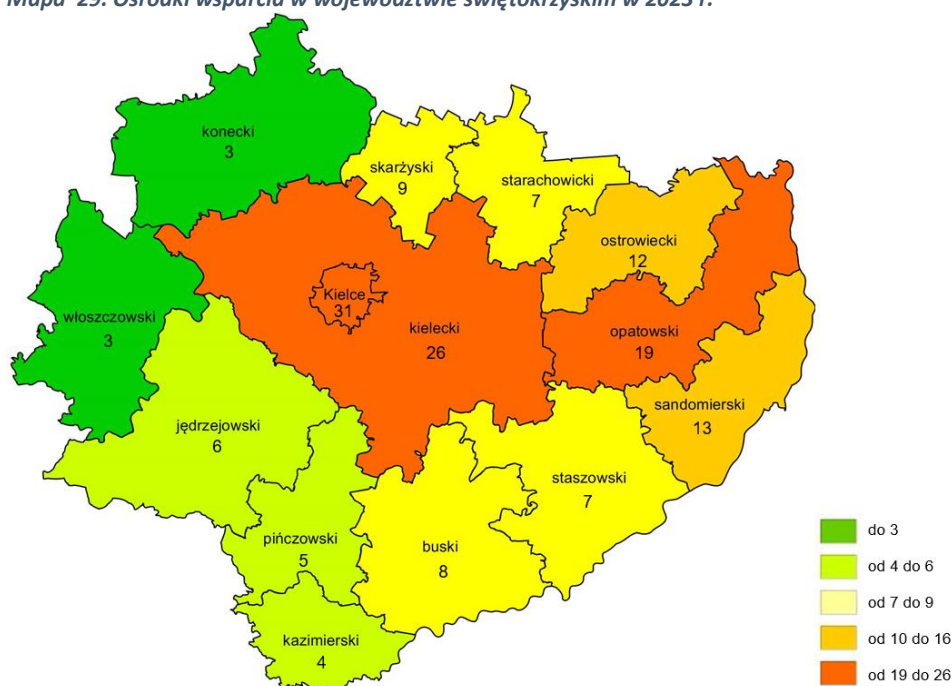 Mapa 29. Ośrodki wsparcia w województwie świętokrzyskim w 2023 r.
konecki
3
skarżyski
9
starachowicki
7
ostrowiecki
12
Kielce
31
włoszczowski
3
kielecki
26
opatowski
19
sandomierski
13
jędrzejowski
6
staszowski
7
pińczowski
5
buski
8
kazimierski
4
do 3
od 4 do 6
od 7 do 9
od 10 do 16
od 19 do 26